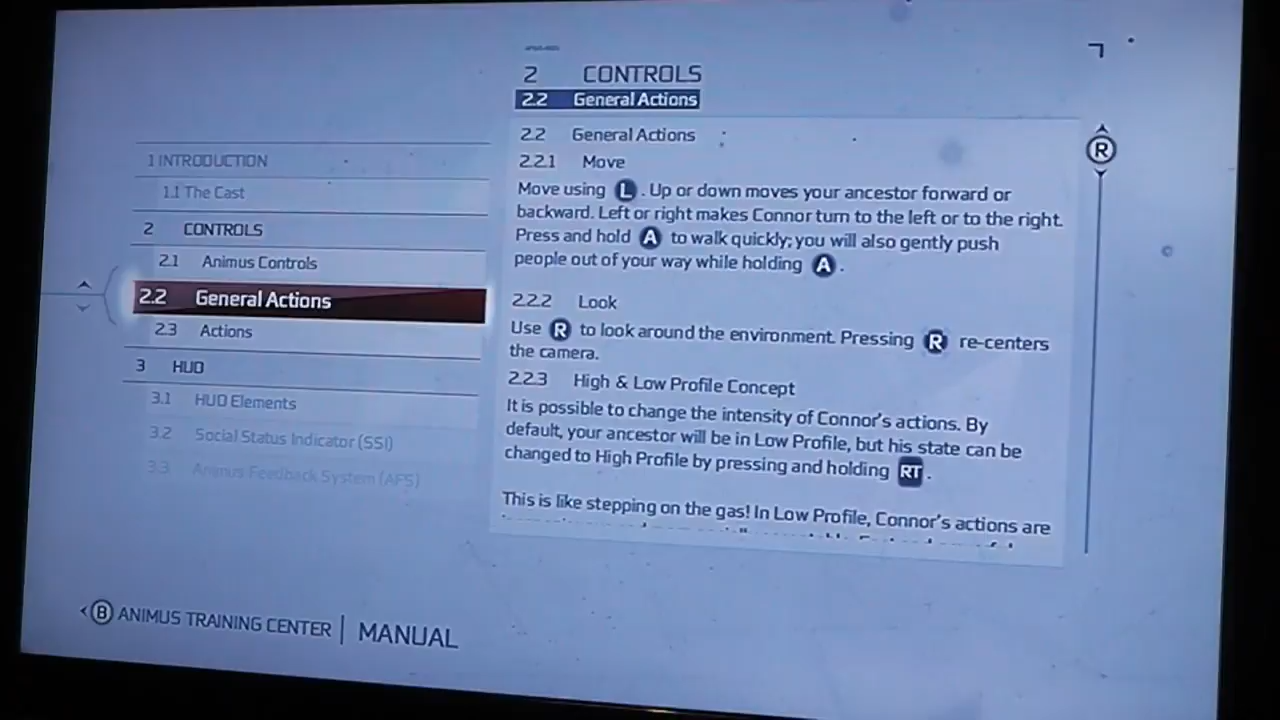 1 INTRODUCTION
1.1 The Cast
2 CONTROLS
2.1 Animus Controls
2.2 General Actions
2.3 Actions
3 HUD
3.1 HUD Elements
3.2 Social Status Indicator (SSI)
3.3 Animus Feedback System (AFS)
2 CONTROLS
2.2 General Actions
2.2 General Actions
2.2.1 Move
Move using L. Up or down moves your ancestor forward or
backward. Left or right makes Connor turn to the left or to the right.
Press and hold A to walk quickly; you will also gently push
people out of your way while holding A.
2.2.2 Look
Use R to look around the environment. Pressing R re-centers
the camera.
2.2.3 High & Low Profile Concept
It is possible to change the intensity of Connor's actions. By
default, your ancestor will be in Low Profile, but his state can be
changed to High Profile by pressing and holding RT.
This is like stepping on the gas! In Low Profile, Connor's actions are
R
B ANIMUS TRAINING CENTER | MANUAL